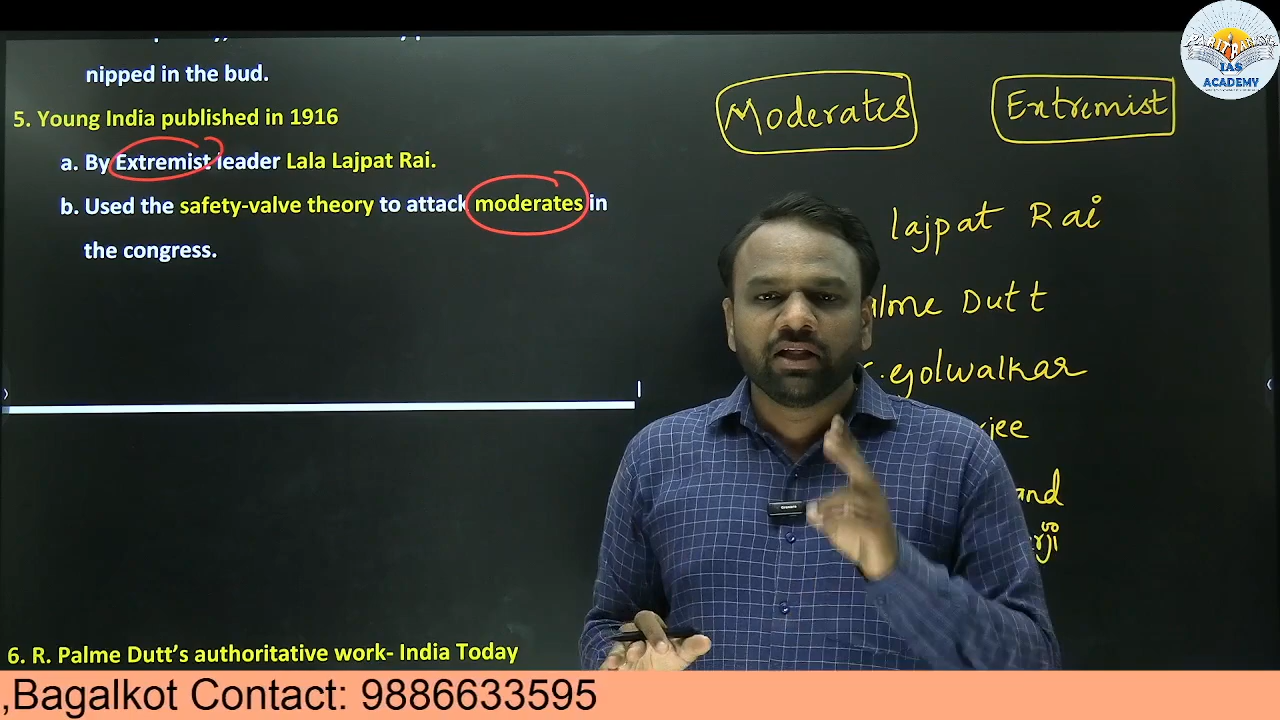 nipped in the bud.
5. Young India published in 1916
a. By Extremist leader Lala Lajpat Rai.
b. Used the safety-valve theory to attack moderates in
the congress.
6. R. Palme Dutt's authoritative work- India Today
Moderates
Extremist
lajpat Rai
Dutt
golwalkar
IAS
ACADEMY
,Bagalkot Contact: 9886633595